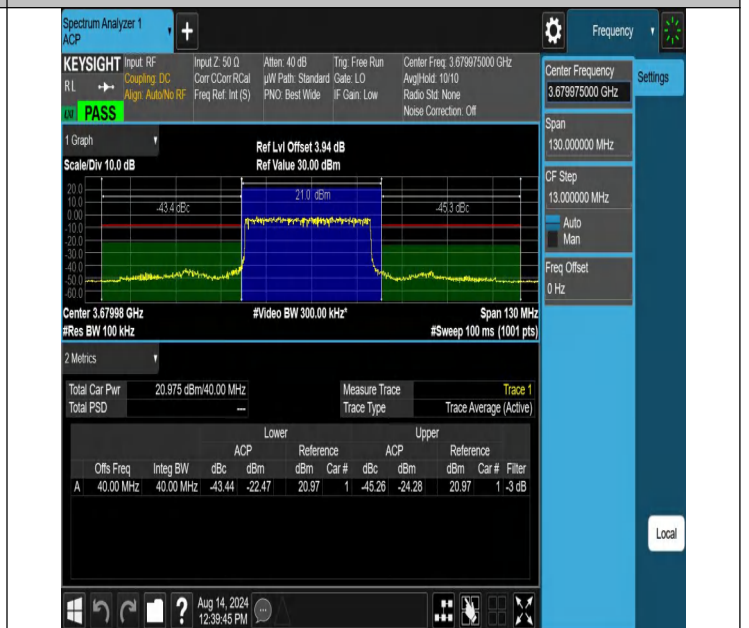 Spectrum Analyzer 1
ACP
Frequency
KEYSIGHT
RL
PASS
Input: RF
Coupling: DC
Align: Auto/No RF
Input Z: 50 Ω
Corr CCorr RCal
Freq Ref: Int (S)
Atten: 40 dB
µW Path: Standard
PNO: Best Wide
Trig: Free Run
Gate: LO
IF Gain: Low
Center Freq: 3.679975000 GHz
Avg|Hold: 10/10
Radio Std: None
Noise Correction: Off
Center Frequency
3.679975000 GHz
Settings
Span
130.000000 MHz
CF Step
13.000000 MHz
Auto
Man
Freq Offset
0 Hz
1 Graph
Scale/Div 10.0 dB
Ref Lvl Offset 3.94 dB
Ref Value 30.00 dBm
20.0
10.0
0.00
-10.0
-20.0
-30.0
-40.0
-50.0
-60.0
-43.4 dBc
21.0 dBm
-45.3 dBc
Center 3.67998 GHz #Video BW 300.00 kHz* Span 130 MHz
#Res BW 100 kHz #Sweep 100 ms (1001 pts)
2 Metrics
Total Car Pwr 20.975 dBm/40.00 MHz Measure Trace Trace 1
Total PSD --- Trace Type Trace Average (Active)
Lower Upper
ACP Reference ACP Reference
Offs Freq Integ BW dBc dBm dBm Car # dBc dBm dBm Car # Filter
A 40.00 MHz 40.00 MHz -43.44 -22.47 20.97 1 -45.26 -24.28 20.97 1 -3 dB
Local
Aug 14, 2024
12:39:45 PM